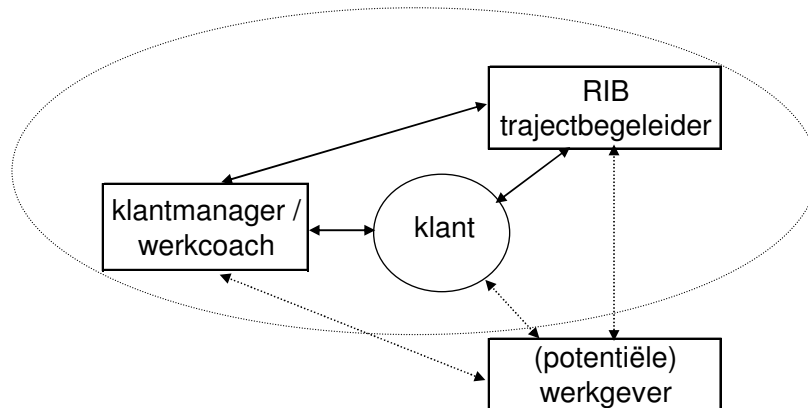 RIB
trajectbegeleider
klantmanager /
werkcoach
klant
(potentiële)
werkgever